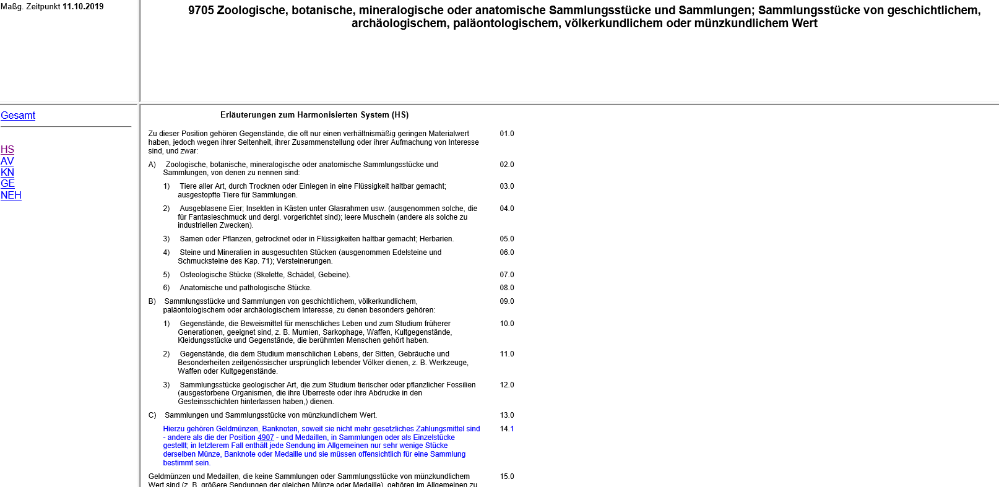 Maßg. Zeitpunkt 11.10.2019
9705 Zoologische, botanische, mineralogische oder anatomische Sammlungsstücke und Sammlungen; Sammlungsstücke von geschichtlichem,
archäologischem, paläontologischem, völkerkundlichem oder münzkundlichem Wert
Gesamt
HS
AV
KN
GE
NEH
Erläuterungen zum Harmonisierten System (HS)
Zu dieser Position gehören Gegenstände, die oft nur einen verhältnismäßig geringen Materialwert 01.0
haben, jedoch wegen ihrer Seltenheit, ihrer Zusammenstellung oder ihrer Aufmachung von Interesse
sind, und zwar:
A) Zoologische, botanische, mineralogische oder anatomische Sammlungsstücke und 02.0
Sammlungen, von denen zu nennen sind:
1) Tiere aller Art, durch Trocknen oder Einlegen in eine Flüssigkeit haltbar gemacht; 03.0
ausgestopfte Tiere für Sammlungen.
2) Ausgeblasene Eier; Insekten in Kästen unter Glasrahmen usw. (ausgenommen solche, die 04.0
für Fantasieschmuck und dergl. vorgerichtet sind); leere Muscheln (andere als solche zu
industriellen Zwecken).
3) Samen oder Pflanzen, getrocknet oder in Flüssigkeiten haltbar gemacht; Herbarien. 05.0
4) Steine und Mineralien in ausgesuchten Stücken (ausgenommen Edelsteine und 06.0
Schmucksteine des Kap. 71); Versteinerungen.
5) Osteologische Stücke (Skelette, Schädel, Gebeine). 07.0
6) Anatomische und pathologische Stücke. 08.0
B) Sammlungsstücke und Sammlungen von geschichtlichem, völkerkundlichem, 09.0
paläontologischem oder archäologischem Interesse, zu denen besonders gehören:
1) Gegenstände, die Beweismittel für menschliches Leben und zum Studium früherer 10.0
Generationen, geeignet sind, z. B. Mumien, Sarkophage, Waffen, Kultgegenstände,
Kleidungsstücke und Gegenstände, die berühmten Menschen gehört haben.
2) Gegenstände, die dem Studium menschlichen Lebens, der Sitten, Gebräuche und 11.0
Besonderheiten zeitgenössischer ursprünglich lebender Völker dienen, z. B. Werkzeuge,
Waffen oder Kultgegenstände.
3) Sammlungsstücke geologischer Art, die zum Studium tierischer oder pflanzlicher Fossilien 12.0
(ausgestorbene Organismen, die ihre Überreste oder ihre Abdrucke in den
Gesteinsschichten hinterlassen haben,) dienen.
C) Sammlungen und Sammlungsstücke von münzkundlichem Wert. 13.0
Hierzu gehören Geldmünzen, Banknoten, soweit sie nicht mehr gesetzliches Zahlungsmittel sind 14.1
- andere als die der Position 4907 - und Medaillen, in Sammlungen oder als Einzelstücke
gestellt; in letzterem Fall enthält jede Sendung im Allgemeinen nur sehr wenige Stücke
derselben Münze, Banknote oder Medaille und sie müssen offensichtlich für eine Sammlung
bestimmt sein.
Geldmünzen und Medaillen, die keine Sammlungen oder Sammlungsstücke von münzkundlichem 15.0
Wert sind (z. B. größere Sendungen der gleichen Münze oder Medaille), gehören im Allgemeinen zu